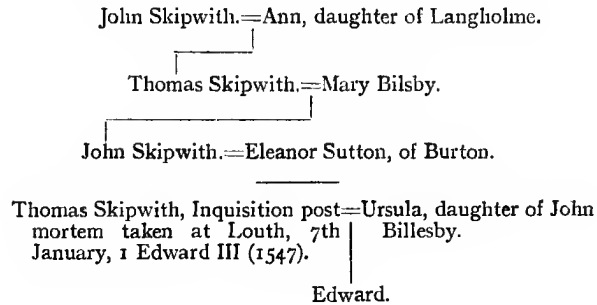 John Skipwith.=Ann, daughter of Langholme.
Thomas Skipwith.=Mary Bilsby.
John Skipwith.=Eleanor Sutton, of Burton.
Thomas Skipwith, Inquisition post=Ursula, daughter of John
mortem taken at Louth, 7th Billesby.
January, 1 Edward III (1547).
Edward.